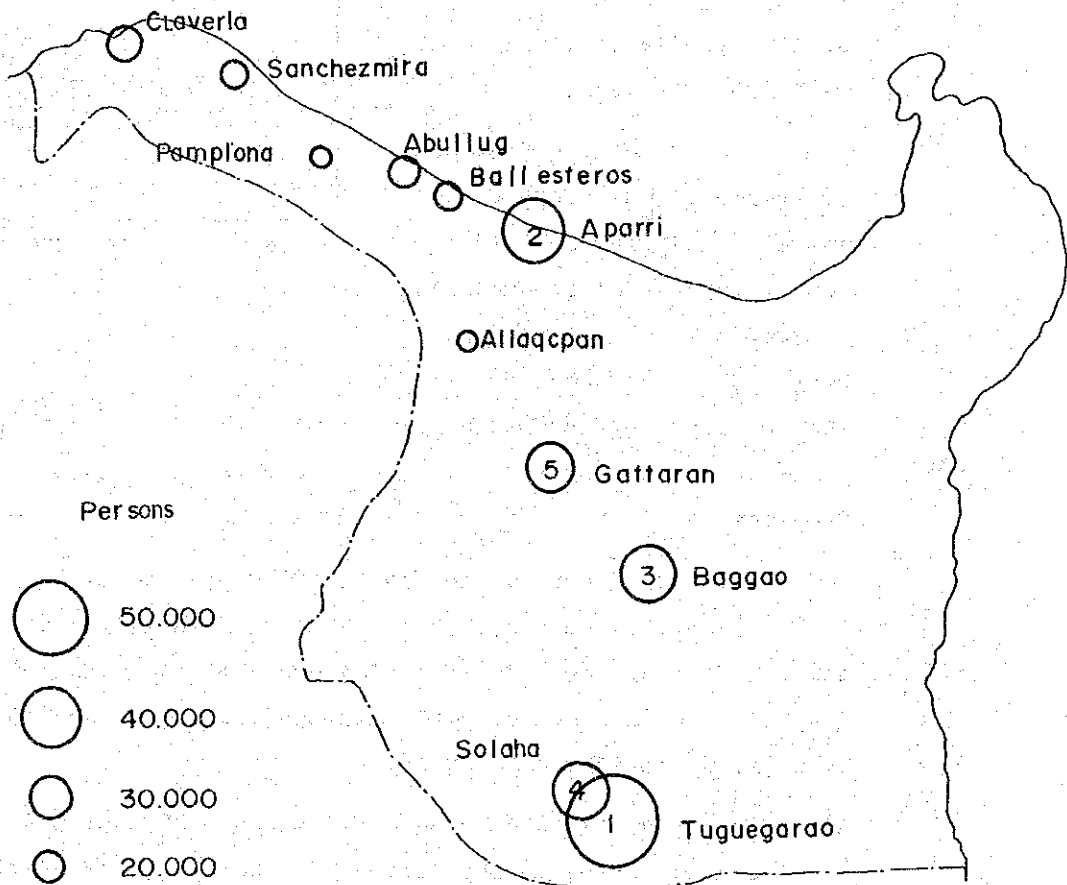 Claverla
Sanchezmira
Pamplona
Abullug
Ballesteros
2 Aparri
Allaqcpan
5 Gattaran
Persons
3 Baggao
50.000
40.000
Solaha
4
30.000
1 Tuguegarao
20.000